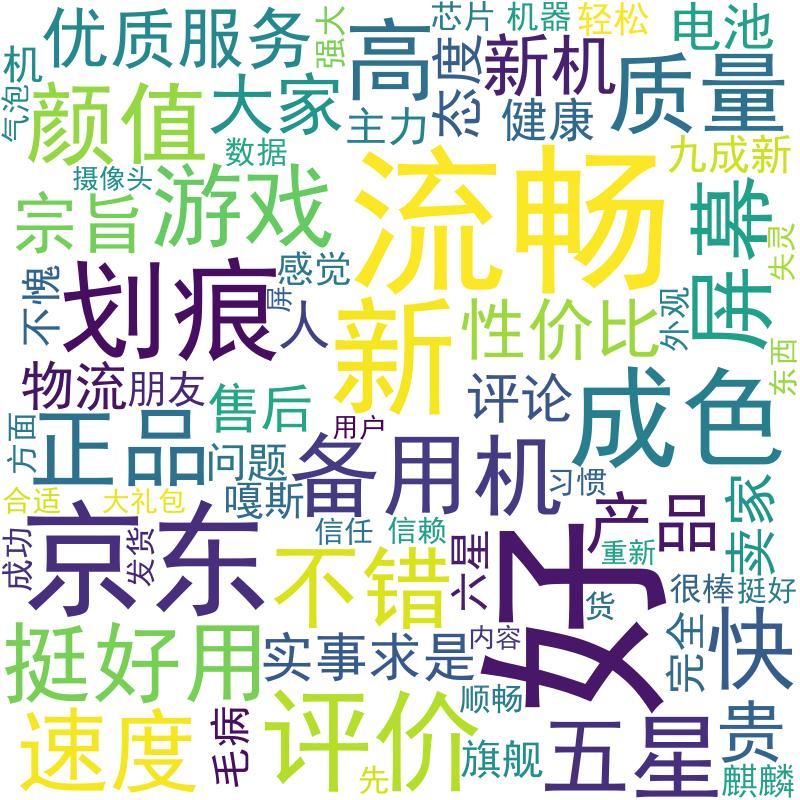 优质服务
强大
高
芯片
机器
轻松
电池
机
气泡
颜值
大家
主力
态度
新机
健康
质量
数据
摄像头
九成新
宗旨
游戏
流畅
屏幕
失灵
不愧
划痕
感觉
屏
人
新
性价比
外观
东西
物流
朋友
售后
评论
成色
用户
方面
正品
问题
备用机
习惯
嘎斯
合适
大礼包
信任
信赖
产品
卖家
成功
京东
发货
不错
六星
好
重新
货
很棒
挺好
挺好用
实事求是
内容
完全
快
顺畅
速度
毛病
评价
先
旗舰
五星
贵
麒麟